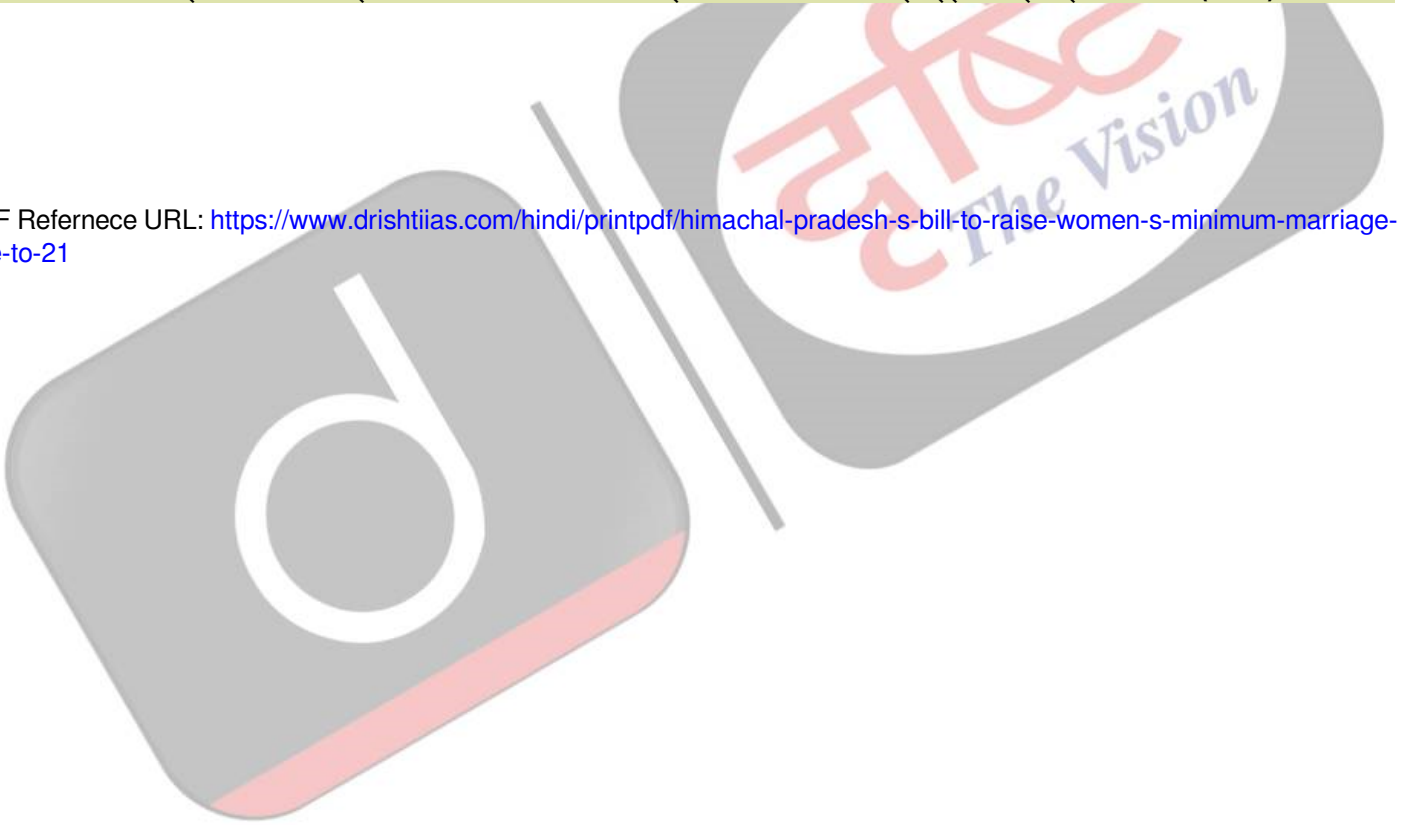 दृष्टि
The Vision
F Refernece URL: https://www.drishtiias.com/hindi/printpdf/himachal-pradesh-s-bill-to-raise-women-s-minimum-marriage-
e-to-21
d